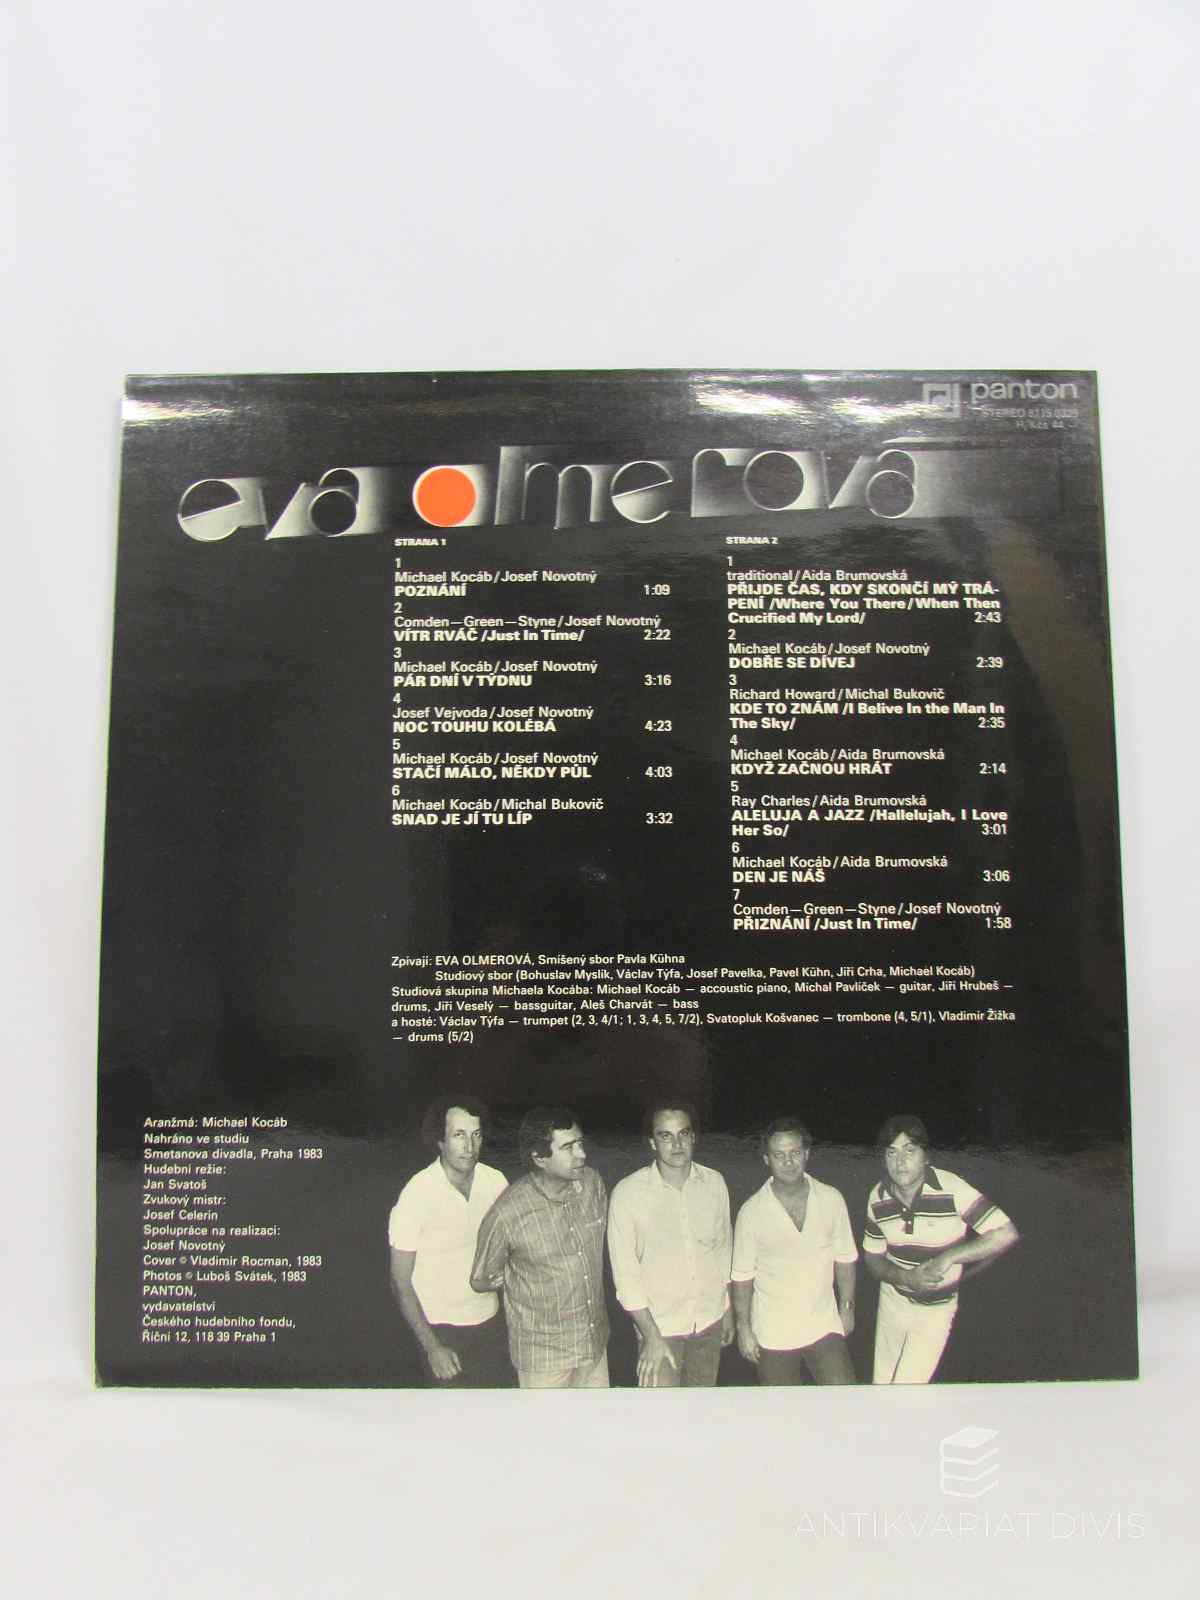 panton
STEREO 8115 0329
H/Kčs 44,—
eva olmerová
STRANA 1
1
Michael Kocáb/Josef Novotný
POZNÁNÍ 1:09
2
Comden—Green—Styne/Josef Novotný
VÍTR RVÁČ /Just In Time/ 2:22
3
Michael Kocáb/Josef Novotný
PÁR DNÍ V TÝDNU 3:16
4
Josef Vejvoda/Josef Novotný
NOC TOUHU KOLÉBÁ 4:23
5
Michael Kocáb/Josef Novotný
STAČÍ MÁLO, NĚKDY PŮL 4:03
6
Michael Kocáb/Michal Bukovič
SNAD JE JÍ TU LÍP 3:32
STRANA 2
1
traditional/Aida Brumovská
PŘIJDE ČAS, KDY SKONČÍ MÝ TRÁ-
PENÍ /Where You There/When Then
Crucified My Lord/ 2:43
2
Michael Kocáb/Josef Novotný
DOBŘE SE DÍVEJ 2:39
3
Richard Howard/Michal Bukovič
KDE TO ZNÁM /I Belive In the Man In
The Sky/ 2:35
4
Michael Kocáb/Aida Brumovská
KDYŽ ZAČNOU HRÁT 2:14
5
Ray Charles/Aida Brumovská
ALELUJA A JAZZ /Hallelujah, I Love
Her So/ 3:01
6
Michael Kocáb/Aida Brumovská
DEN JE NÁŠ 3:06
7
Comden—Green—Styne/Josef Novotný
PŘIZNÁNÍ /Just In Time/ 1:58
Zpívají: EVA OLMEROVÁ, Smíšený sbor Pavla Kühna
Studiový sbor (Bohuslav Myslík, Václav Týfa, Josef Pavelka, Pavel Kühn, Jiří Crha, Michael Kocáb)
Studiová skupina Michaela Kocába: Michael Kocáb — accoustic piano, Michal Pavlíček — guitar, Jiří Hrubeš —
drums, Jiří Veselý — bassguitar, Aleš Charvát — bass
a hosté: Václav Týfa — trumpet (2, 3, 4/1; 1, 3, 4, 5, 7/2), Svatopluk Košvanec — trombone (4, 5/1), Vladimír Žižka
— drums (5/2)
Aranžmá: Michael Kocáb
Nahráno ve studiu
Smetanova divadla, Praha 1983
Hudební režie:
Jan Svatoš
Zvukový mistr:
Josef Celerin
Spolupráce na realizaci:
Josef Novotný
Cover © Vladimír Rocman, 1983
Photos © Luboš Svátek, 1983
PANTON,
vydavatelství
Českého hudebního fondu,
Říční 12, 118 39 Praha 1
ANTIKVARIAT DIVIS